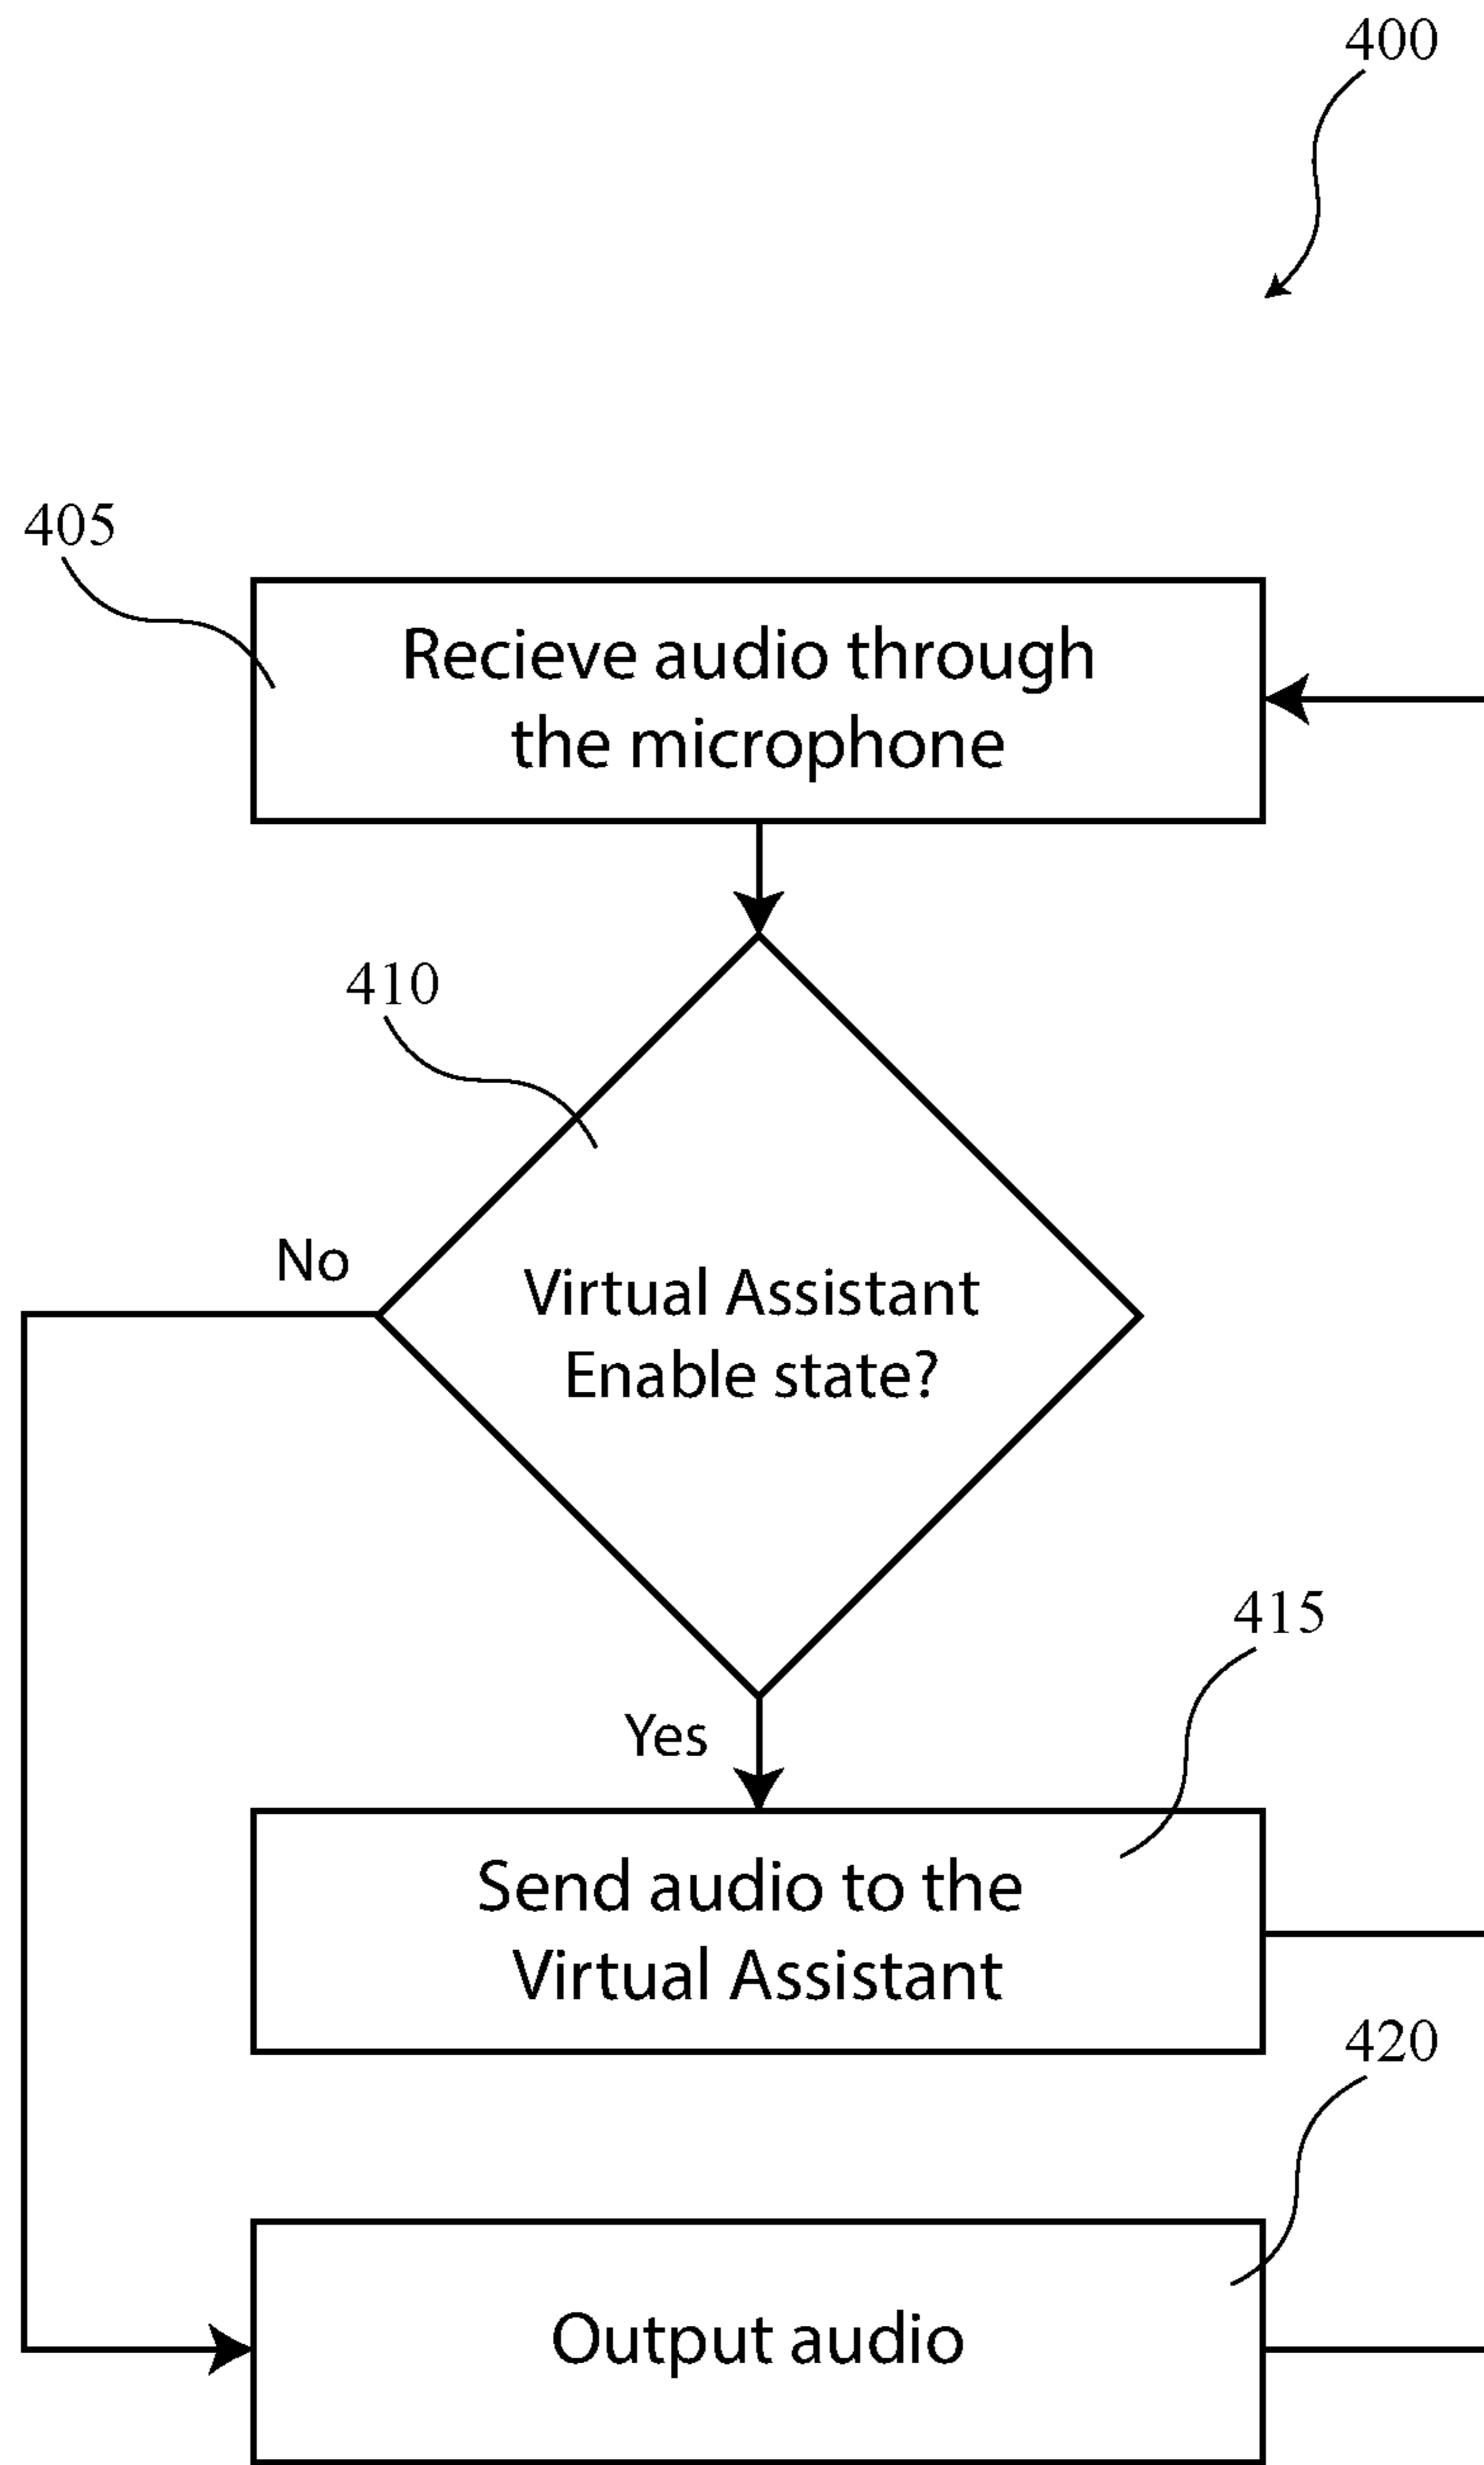 400
405
Recieve audio through
the microphone
410
No
Virtual Assistant
Enable state?
415
Yes
Send audio to the
Virtual Assistant
420
Output audio